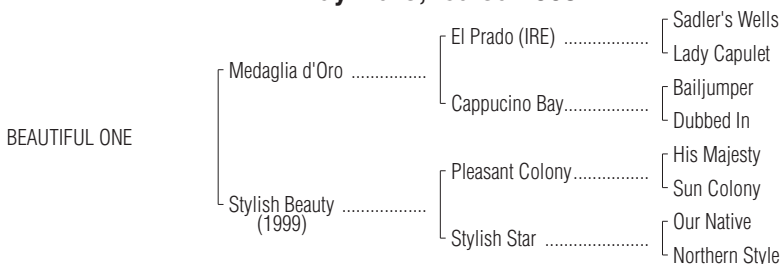 El Prado (IRE) ..................
Sadler's Wells
Lady Capulet
Medaglia d'Oro ................
Cappucino Bay..................
Bailjumper
Dubbed In
BEAUTIFUL ONE
Pleasant Colony................
His Majesty
Sun Colony
Stylish Beauty ..................
(1999)
Stylish Star ......................
Our Native
Northern Style